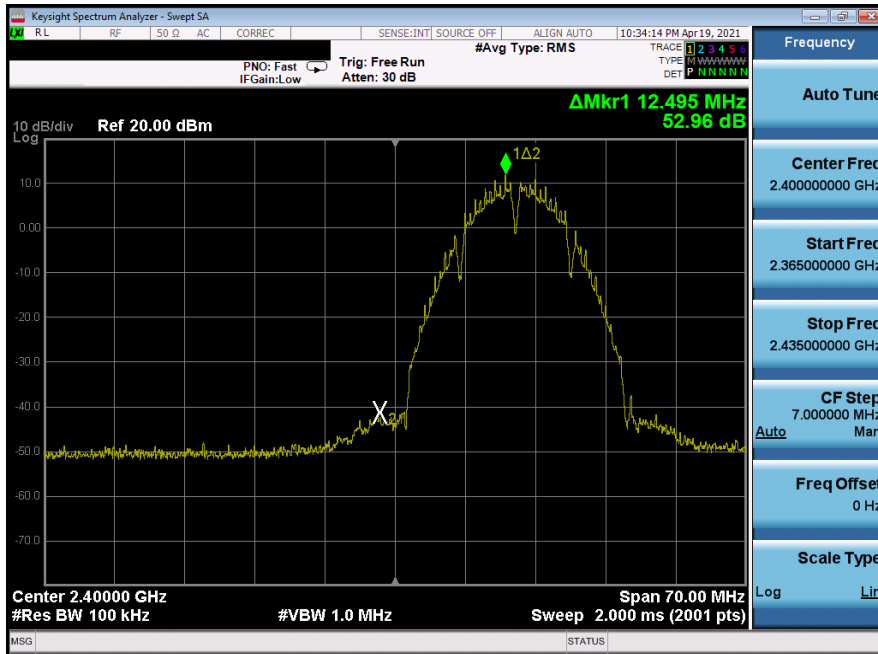 Keysight Spectrum Analyzer - Swept SA
LXI RL RF 50 Ω AC CORREC SENSE:INT SOURCE OFF ALIGN AUTO 10:34:14 PM Apr 19, 2021
PNO: Fast
IFGain:Low
Trig: Free Run
Atten: 30 dB
#Avg Type: RMS
TRACE 1 2 3 4 5 6
TYPE M WWWWW
DET P N N N N N
ΔMkr1 12.495 MHz
52.96 dB
10 dB/div Ref 20.00 dBm
Log
1Δ2
10.0
0.00
-10.0
-20.0
-30.0
-40.0
-50.0
-60.0
-70.0
X
Center 2.40000 GHz Span 70.00 MHz
#Res BW 100 kHz #VBW 1.0 MHz Sweep 2.000 ms (2001 pts)
MSG STATUS
Frequency
Auto Tune
Center Freq
2.400000000 GHz
Start Freq
2.365000000 GHz
Stop Freq
2.435000000 GHz
CF Step
7.000000 MHz
Auto Man
Freq Offset
0 Hz
Scale Type
Log Lin